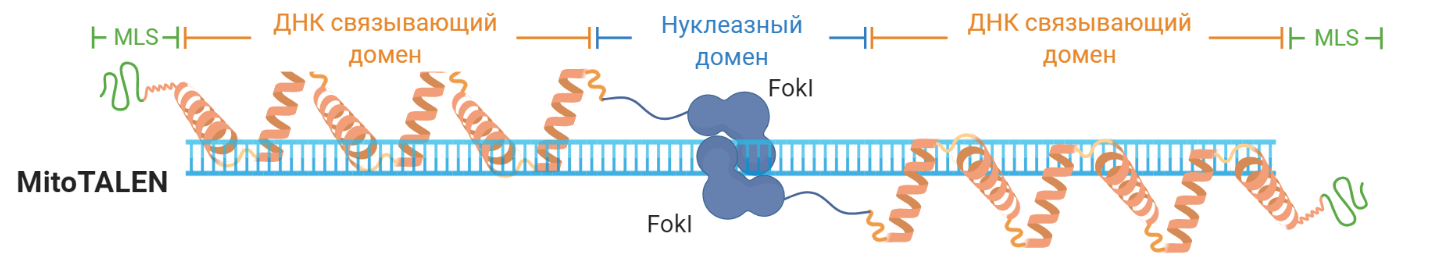 MLS
ДНК связывающий
домен
Нуклеазный
домен
ДНК связывающий
домен
MLS
FokI
MitoTALEN
FokI